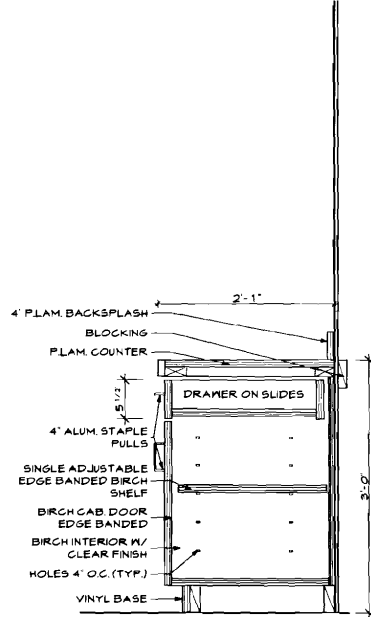 2'-1"
4" P.LAM. BACKSPLASH
BLOCKING
P.LAM. COUNTER
DRAWER ON SLIDES
5 1/2"
4" ALUM. STAPLE
PULLS
SINGLE ADJUSTABLE
EDGE BANDED BIRCH
SHELF
3'-0"
BIRCH CAB. DOOR
EDGE BANDED
BIRCH INTERIOR W/
CLEAR FINISH
HOLES 4" O.C. (TYP.)
VINYL BASE